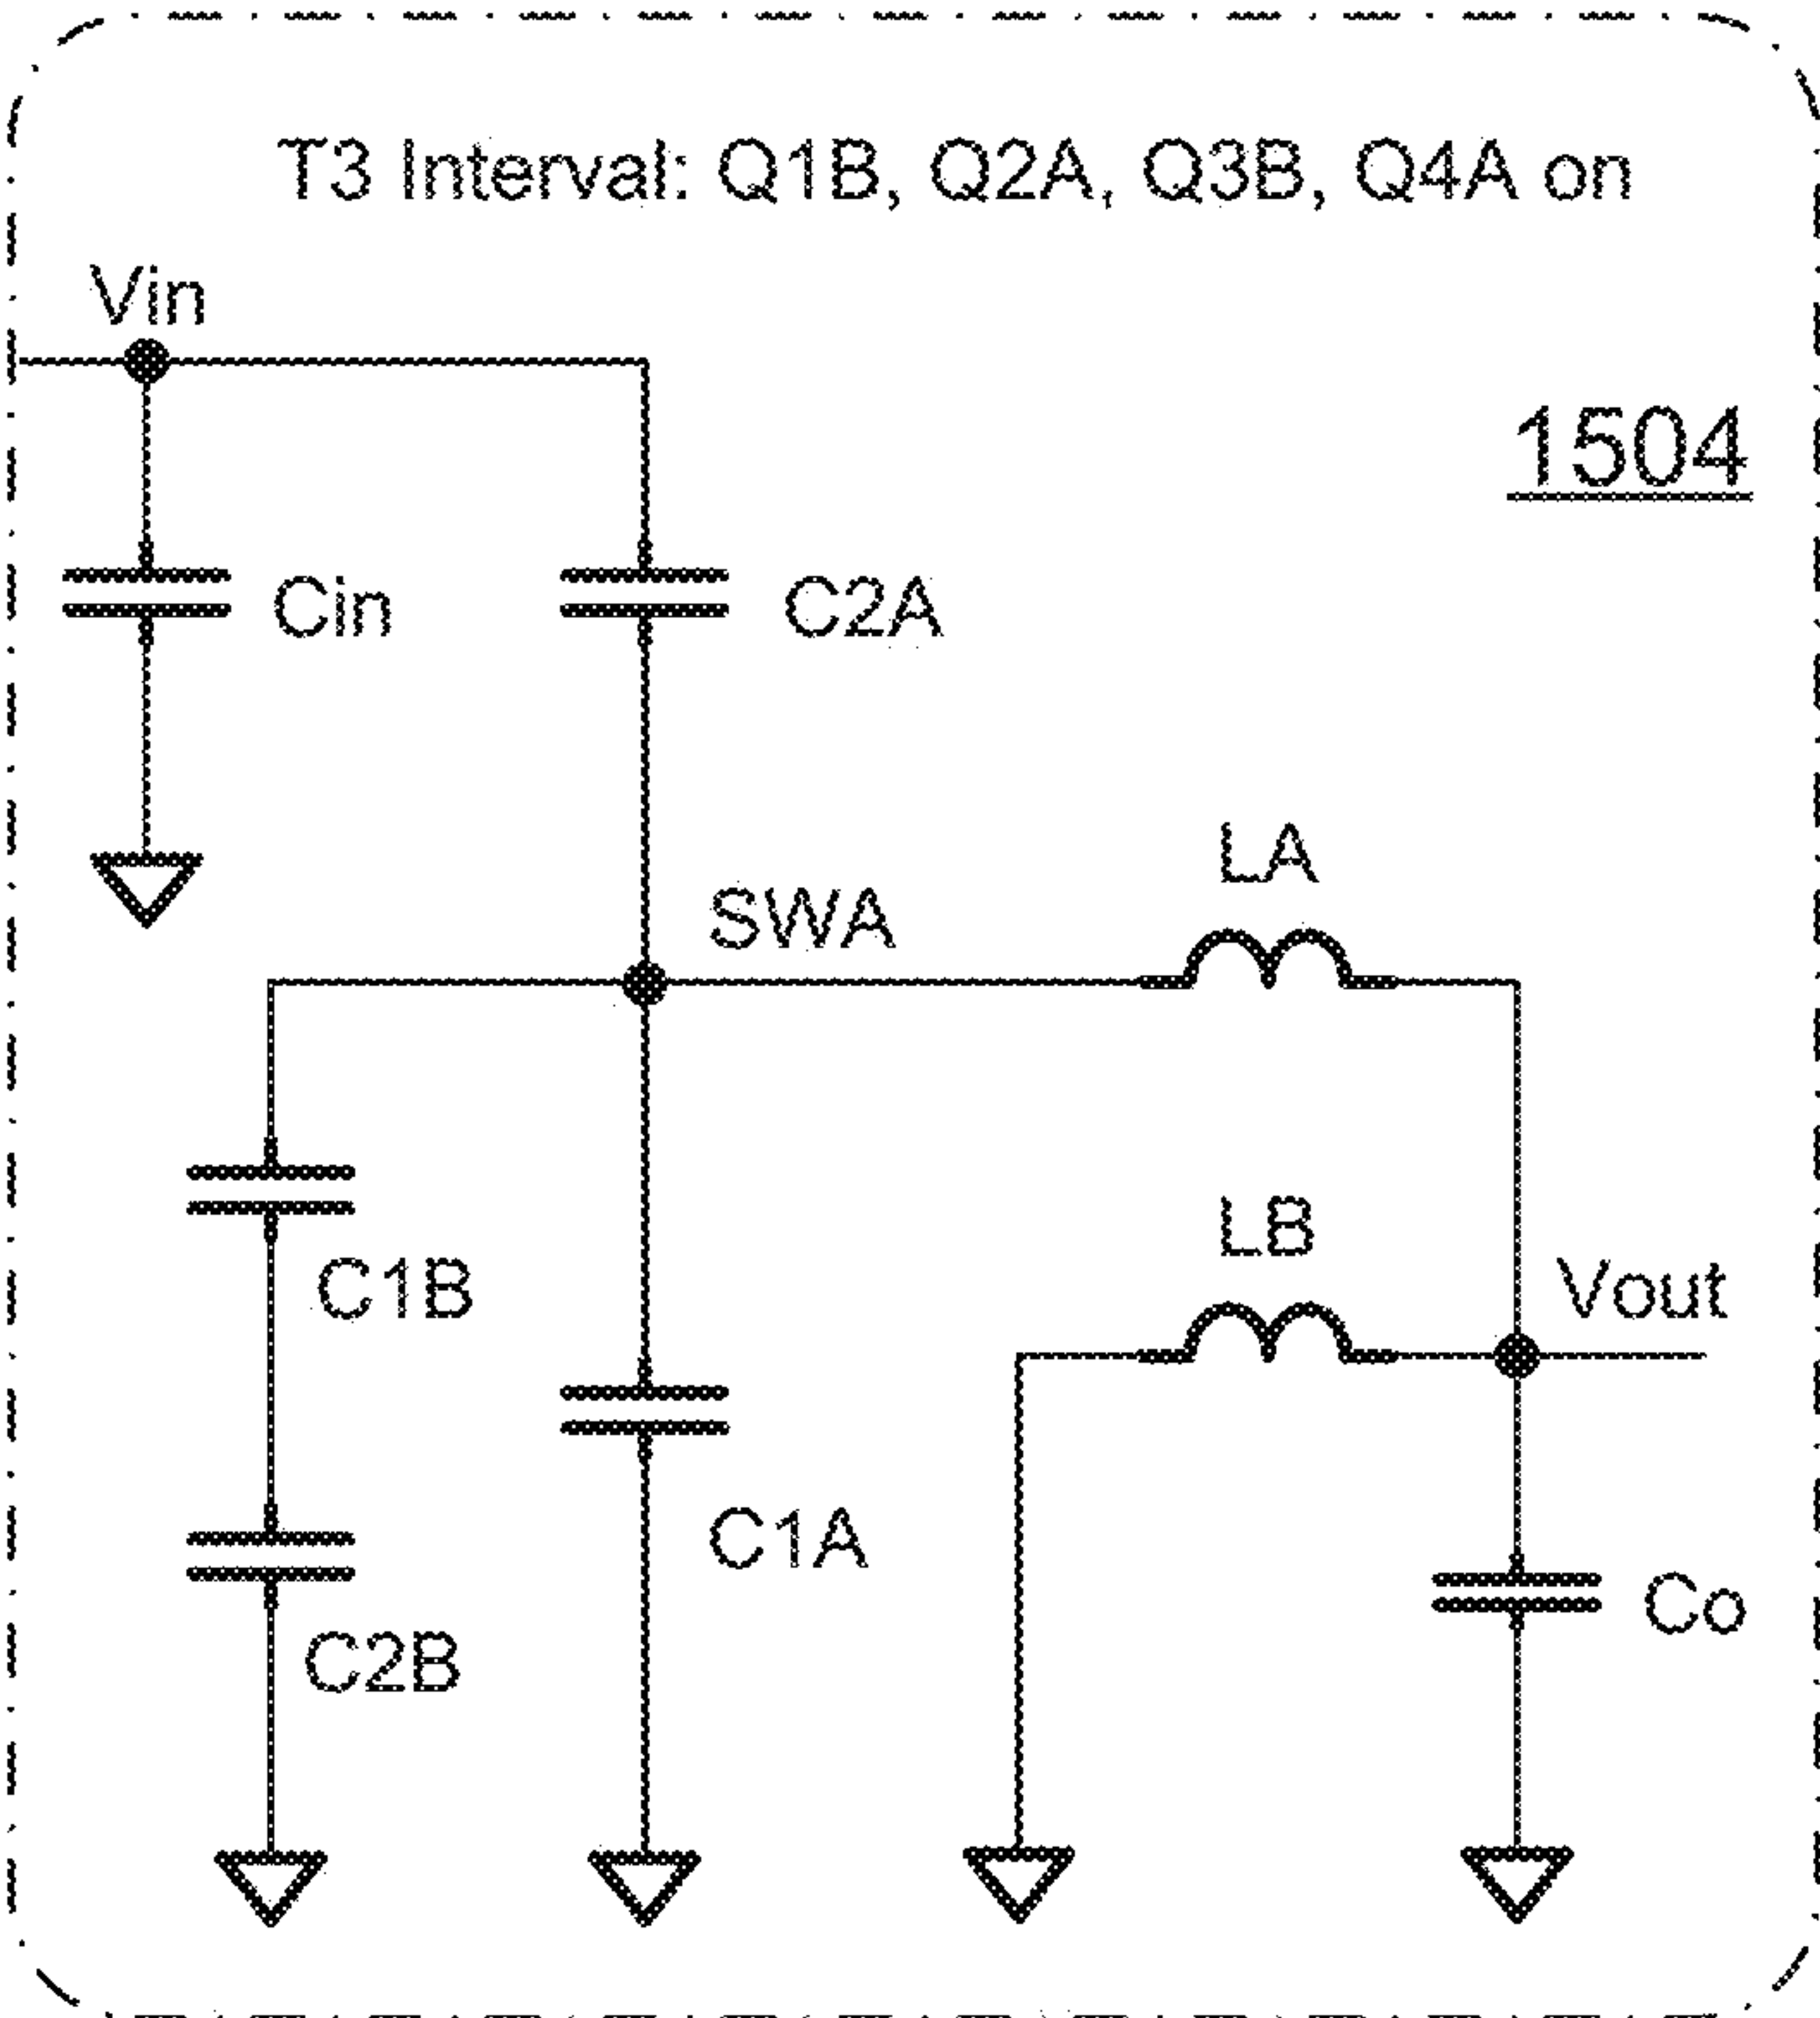 T3 Interval: Q1B, Q2A, Q3B, Q4A on
Vin
1504
Cin
C2A
LA
SWA
LB
C1B
Vout
C1A
Co
C2B